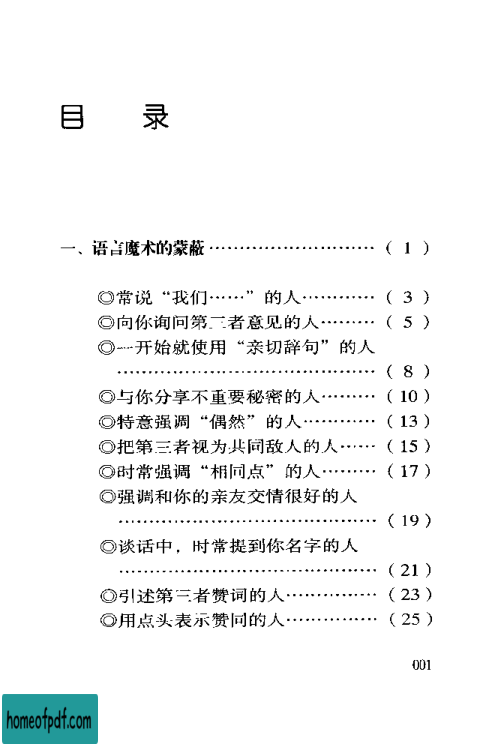 目 录
一、语言魔术的蒙蔽………………………( 1 )
◎常说“我们……”的人…………( 3 )
◎向你询问第三者意见的人………( 5 )
◎一开始就使用“亲切辞句”的人
……………………………………( 8 )
◎与你分享不重要秘密的人………(10)
◎特意强调“偶然”的人…………(13)
◎把第三者视为共同敌人的人……(15)
◎时常强调“相同点”的人………(17)
◎强调和你的亲友交情很好的人
……………………………………(19)
◎谈话中，时常提到你名字的人
……………………………………(21)
◎引述第三者赞词的人……………(23)
◎用点头表示赞同的人……………(25)
001
homeofpdf.com